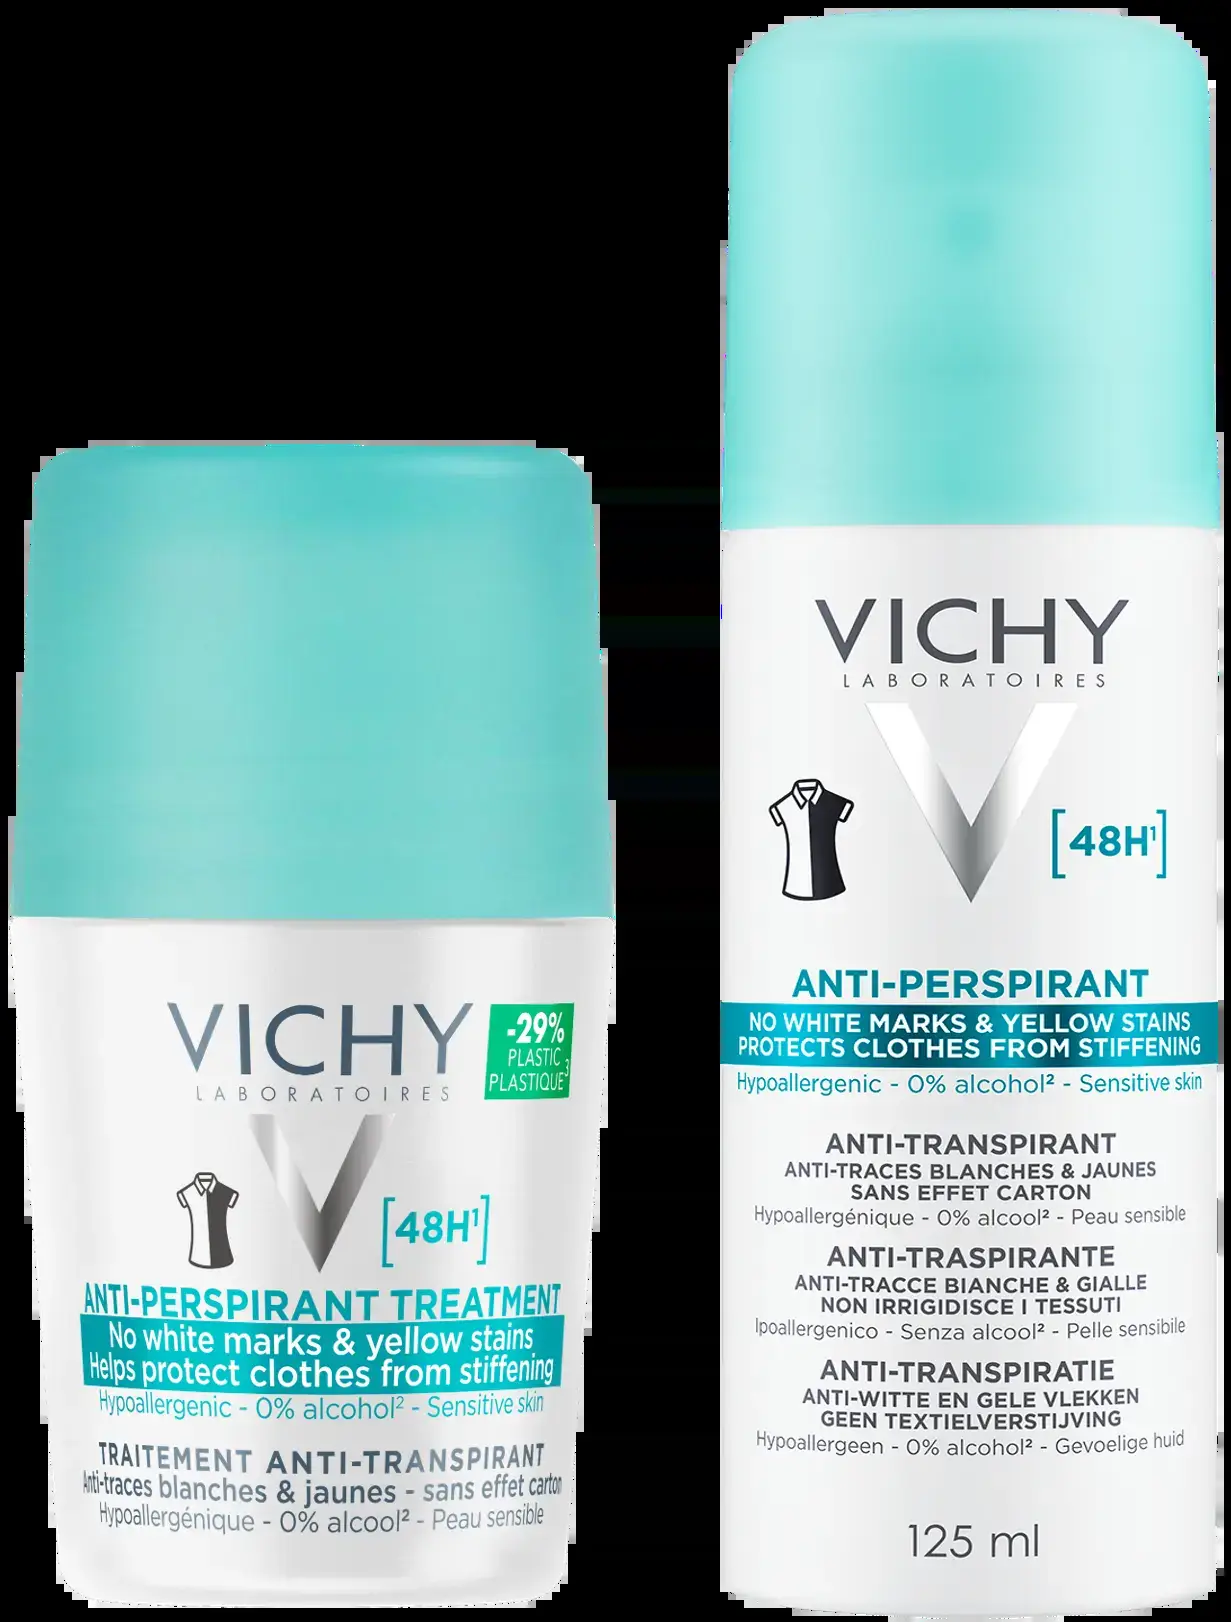 VICHY
LABORATOIRES
-29%
PLASTIC
PLASTIQUE³
[48H¹]
ANTI-PERSPIRANT TREATMENT
No white marks & yellow stains
Helps protect clothes from stiffening
Hypoallergenic - 0% alcohol² - Sensitive skin
TRAITEMENT ANTI-TRANSPIRANT
Anti-traces blanches & jaunes - sans effet carton
Hypoallergénique - 0% alcool² - Peau sensible
VICHY
LABORATOIRES
[48H¹]
ANTI-PERSPIRANT
NO WHITE MARKS & YELLOW STAINS
PROTECTS CLOTHES FROM STIFFENING
Hypoallergenic - 0% alcohol² - Sensitive skin
ANTI-TRANSPIRANT
ANTI-TRACES BLANCHES & JAUNES
SANS EFFET CARTON
Hypoallergénique - 0% alcool² - Peau sensible
ANTI-TRASPIRANTE
ANTI-TRACCE BIANCHE & GIALLE
NON IRRIGIDISCE I TESSUTI
Ipoallergenico - Senza alcool² - Pelle sensibile
ANTI-TRANSPIRATIE
ANTI-WITTE EN GELE VLEKKEN
GEEN TEXTIELVERSTIJVING
Hypoallergeen - 0% alcohol² - Gevoelige huid
125 ml